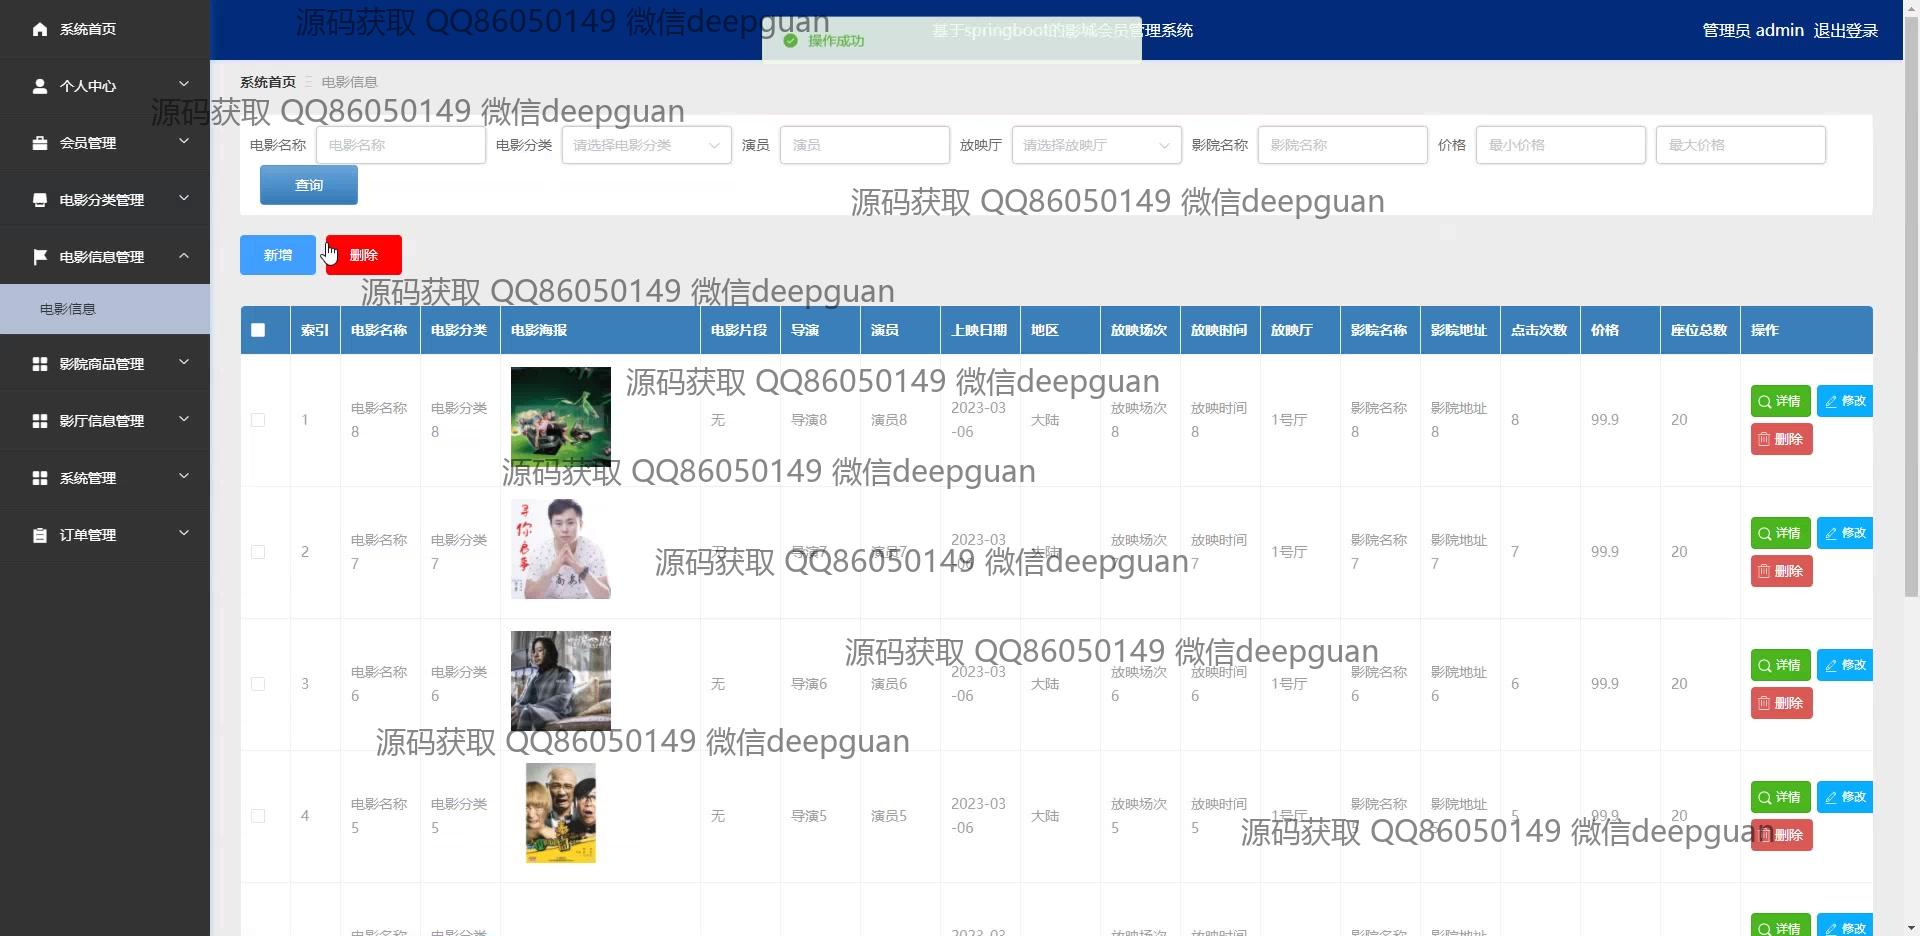 系统首页
个人中心
会员管理
电影分类管理
电影信息管理
电影信息
影院商品管理
影厅信息管理
系统管理
订单管理
源码获取 QQ86050149 微信deepguan
操作成功
基于springboot的影城会员管理系统
管理员 admin 退出登录
系统首页 电影信息
源码获取 QQ86050149 微信deepguan
电影名称 电影名称 电影分类 请选择电影分类 演员 演员 放映厅 请选择放映厅 影院名称 影院名称 价格 最小价格 最大价格
查询
源码获取 QQ86050149 微信deepguan
新增 删除
源码获取 QQ86050149 微信deepguan
索引 电影名称 电影分类 电影海报 电影片段 导演 演员 上映日期 地区 放映场次 放映时间 放映厅 影院名称 影院地址 点击次数 价格 座位总数 操作
源码获取 QQ86050149 微信deepguan
1 电影名称8 电影分类8 无 导演8 演员8 2023-03-06 大陆 放映场次8 放映时间8 1号厅 影院名称8 影院地址8 8 99.9 20 详情 修改 删除
源码获取 QQ86050149 微信deepguan
2 电影名称7 电影分类7 寻你启事 无 导演7 演员7 2023-03-06 大陆 放映场次7 放映时间7 1号厅 影院名称7 影院地址7 7 99.9 20 详情 修改 删除
源码获取 QQ86050149 微信deepguan
源码获取 QQ86050149 微信deepguan
3 电影名称6 电影分类6 无 导演6 演员6 2023-03-06 大陆 放映场次6 放映时间6 1号厅 影院名称6 影院地址6 6 99.9 20 详情 修改 删除
源码获取 QQ86050149 微信deepguan
4 电影名称5 电影分类5 无 导演5 演员5 2023-03-06 大陆 放映场次5 放映时间5 1号厅 影院名称5 影院地址5 5 99.9 20 详情 修改 删除
源码获取 QQ86050149 微信deepguan
电影名称 电影分类 2023-03 放映场次 放映时间 影院名称 影院地址 详情 修改